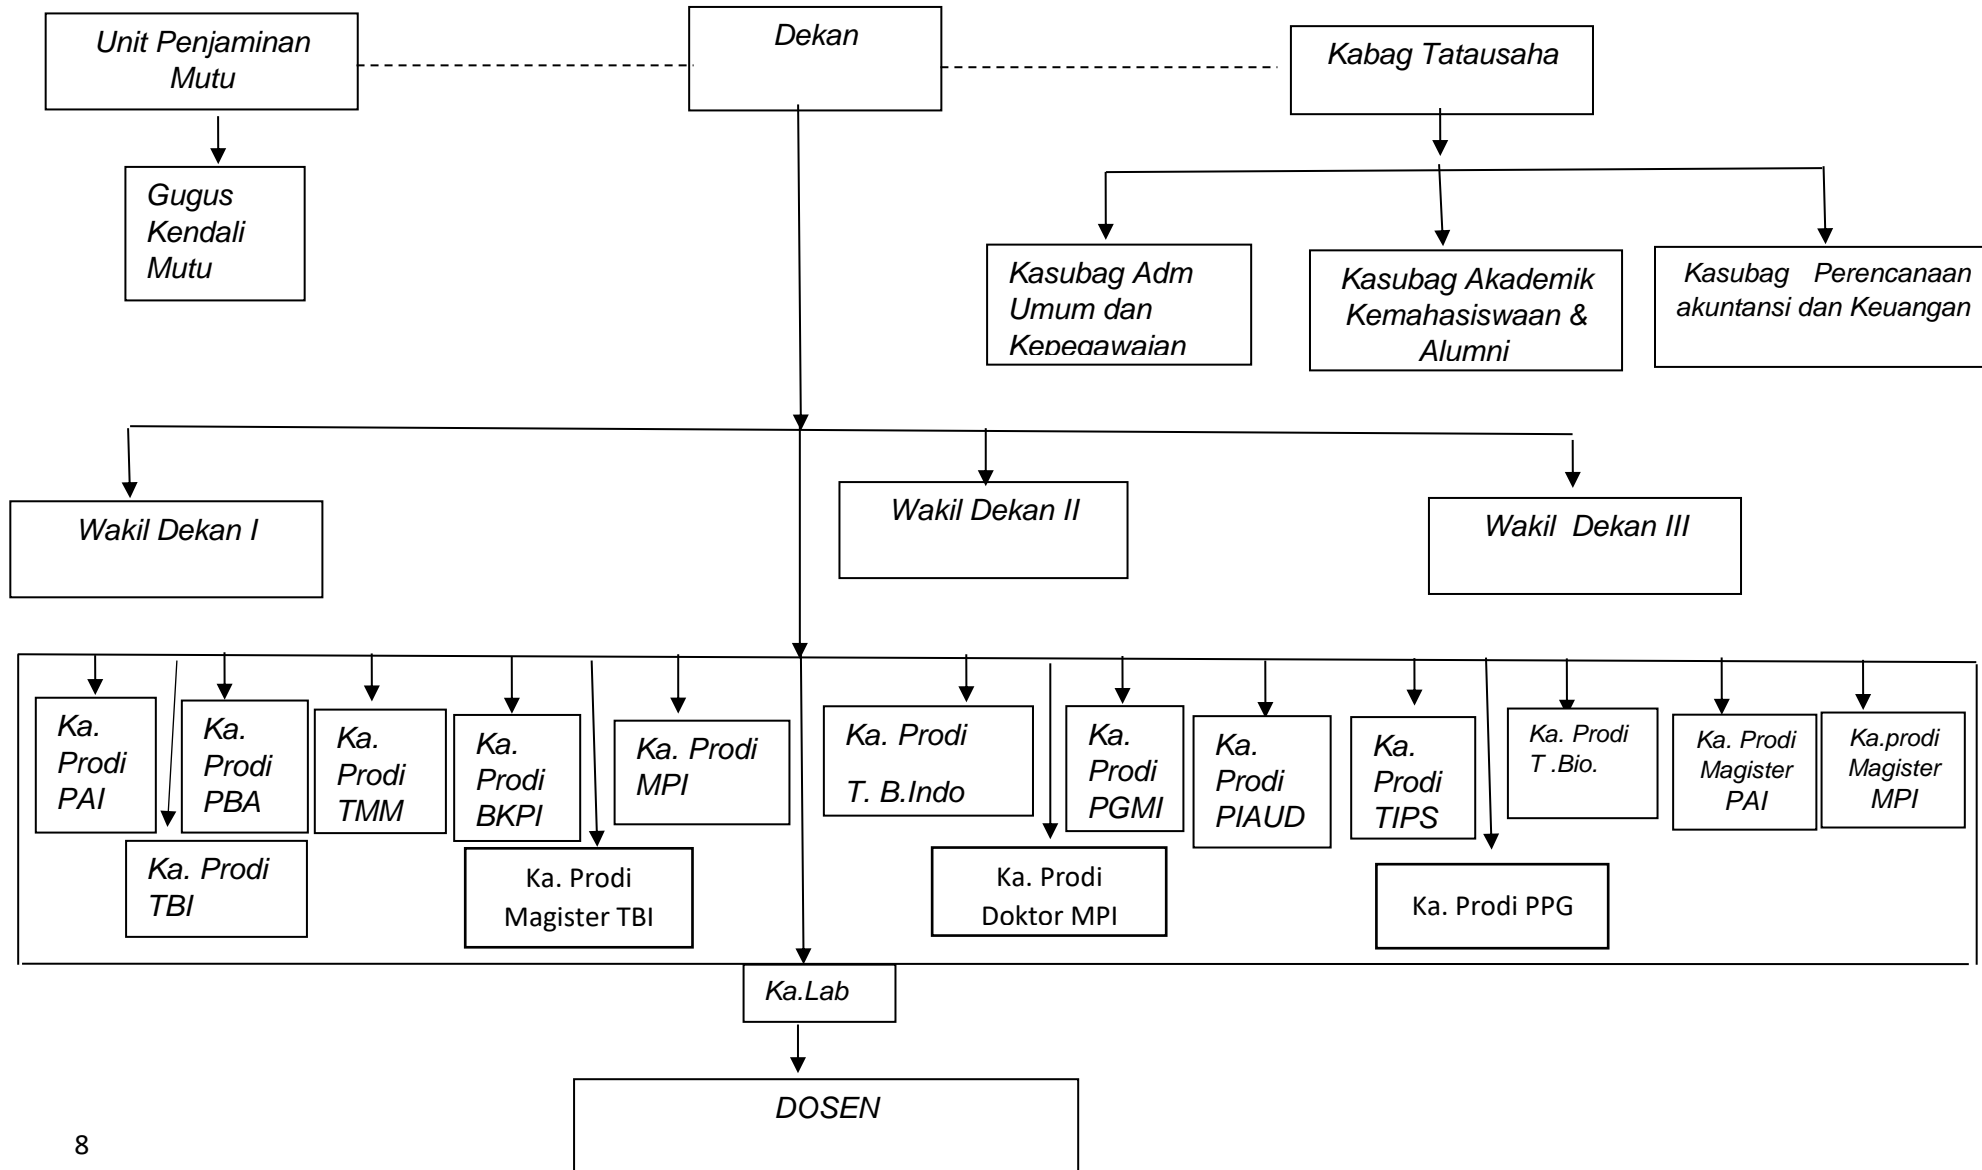 Unit Penjaminan
Mutu
Dekan
Kabag Tatausaha
Gugus
Kendali
Mutu
Kasubag Adm
Umum dan
Kepegawaian
Kasubag Akademik
Kemahasiswaan &
Alumni
Kasubag Perencanaan
akuntansi dan Keuangan
Wakil Dekan I
Wakil Dekan II
Wakil Dekan III
Ka.
Prodi
PAI
Ka.
Prodi
PBA
Ka.
Prodi
TMM
Ka.
Prodi
BKPI
Ka. Prodi
MPI
Ka. Prodi
T. B.Indo
Ka.
Prodi
PGMI
Ka.
Prodi
PIAUD
Ka.
Prodi
TIPS
Ka. Prodi
T .Bio.
Ka. Prodi
Magister
PAI
Ka.prodi
Magister
MPI
Ka. Prodi
TBI
Ka. Prodi
Magister TBI
Ka. Prodi
Doktor MPI
Ka. Prodi PPG
Ka.Lab
DOSEN
8